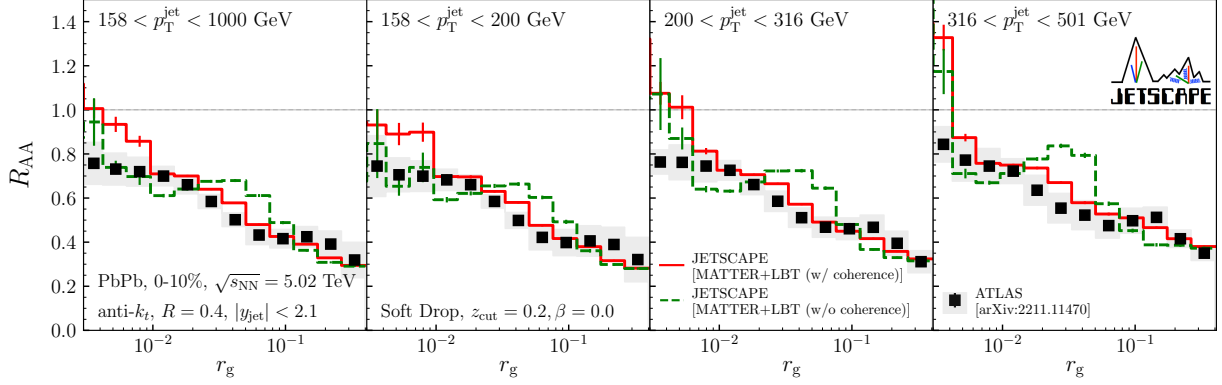 158 < p_T^jet < 1000 GeV
158 < p_T^jet < 200 GeV
200 < p_T^jet < 316 GeV
316 < p_T^jet < 501 GeV
JETSCAPE
R_AA
1.4
1.2
1.0
0.8
0.6
0.4
0.2
0.0
PbPb, 0-10%, √s_NN = 5.02 TeV
anti-k_t, R = 0.4, |y_jet| < 2.1
Soft Drop, z_cut = 0.2, β = 0.0
JETSCAPE
[MATTER+LBT (w/ coherence)]
JETSCAPE
[MATTER+LBT (w/o coherence)]
ATLAS
[arXiv:2211.11470]
10^−2 10^−1
10^−2 10^−1
10^−2 10^−1
10^−2 10^−1
r_g
r_g
r_g
r_g